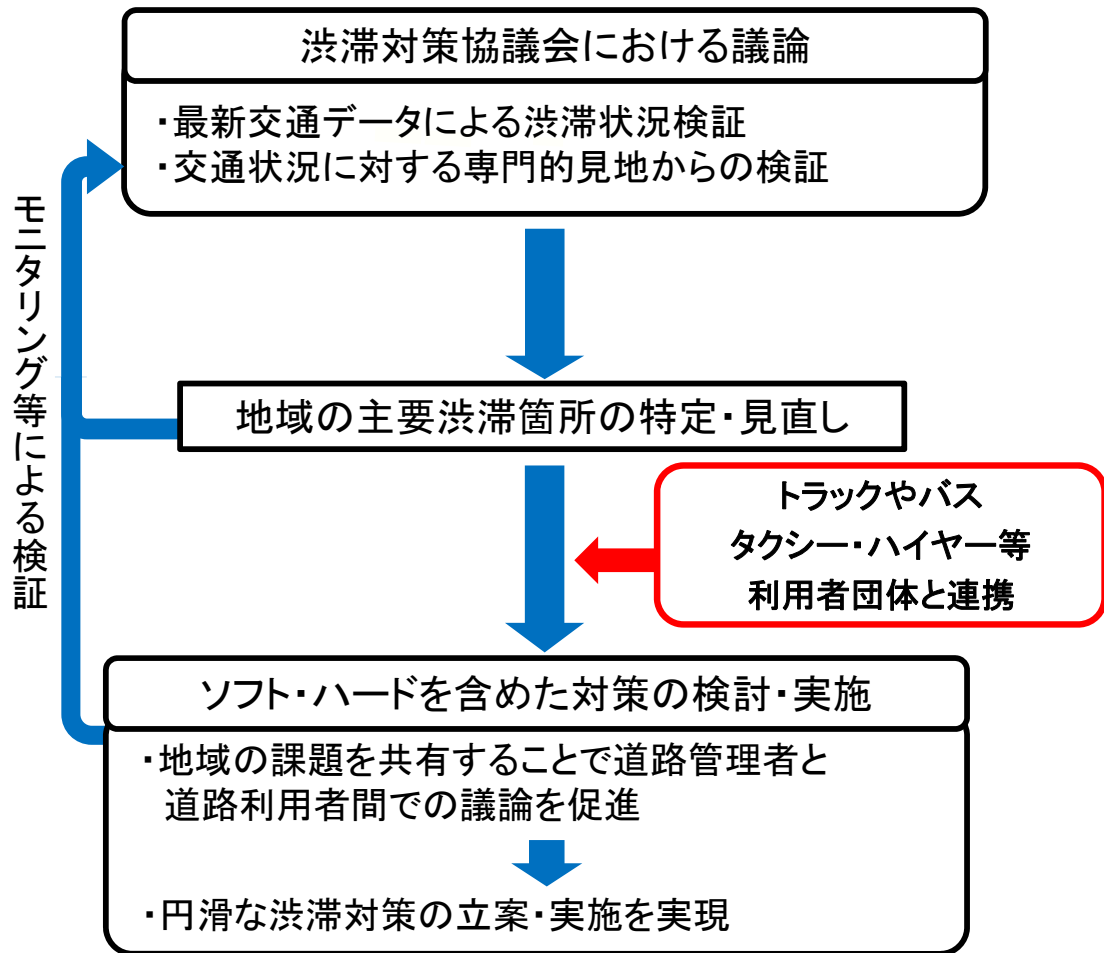 渋滞対策協議会における議論
・最新交通データによる渋滞状況検証
・交通状況に対する専門的見地からの検証
モニタリング等による検証
地域の主要渋滞箇所の特定・見直し
トラックやバス
タクシー・ハイヤー等
利用者団体と連携
ソフト・ハードを含めた対策の検討・実施
・地域の課題を共有することで道路管理者と
道路利用者間での議論を促進
・円滑な渋滞対策の立案・実施を実現